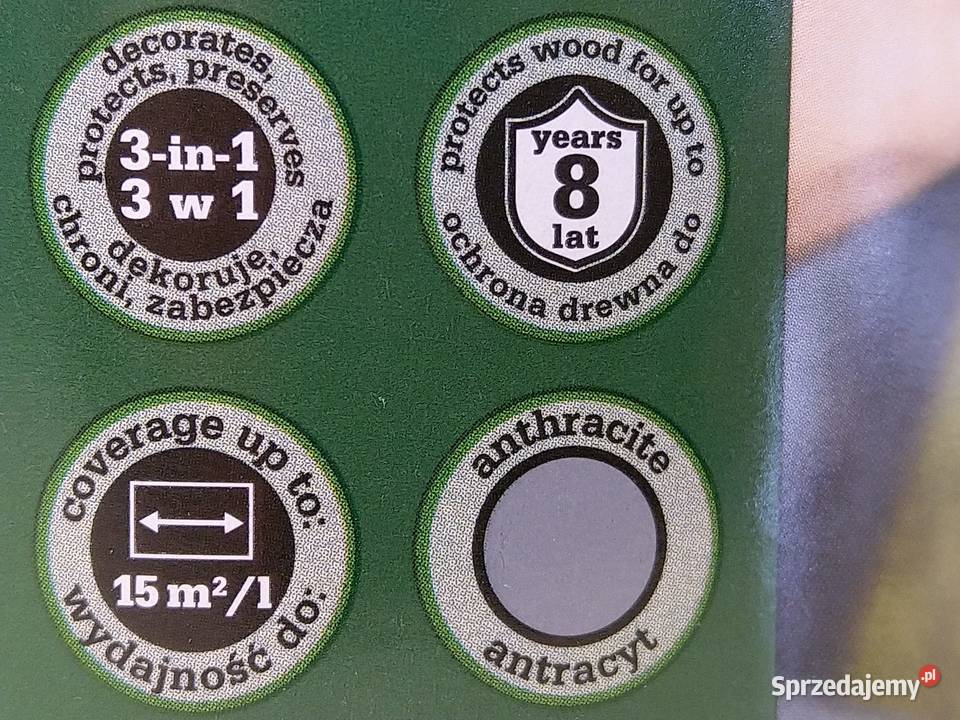 decorates,
protects, preserves
3-in-1
3 w 1
dekoruje,
chroni, zabezpiecza
protects wood for up to
years
8
lat
ochrona drewna do
coverage up to:
15 m²/l
wydajność do:
anthracite
antracyt
Sprzedajemy.pl